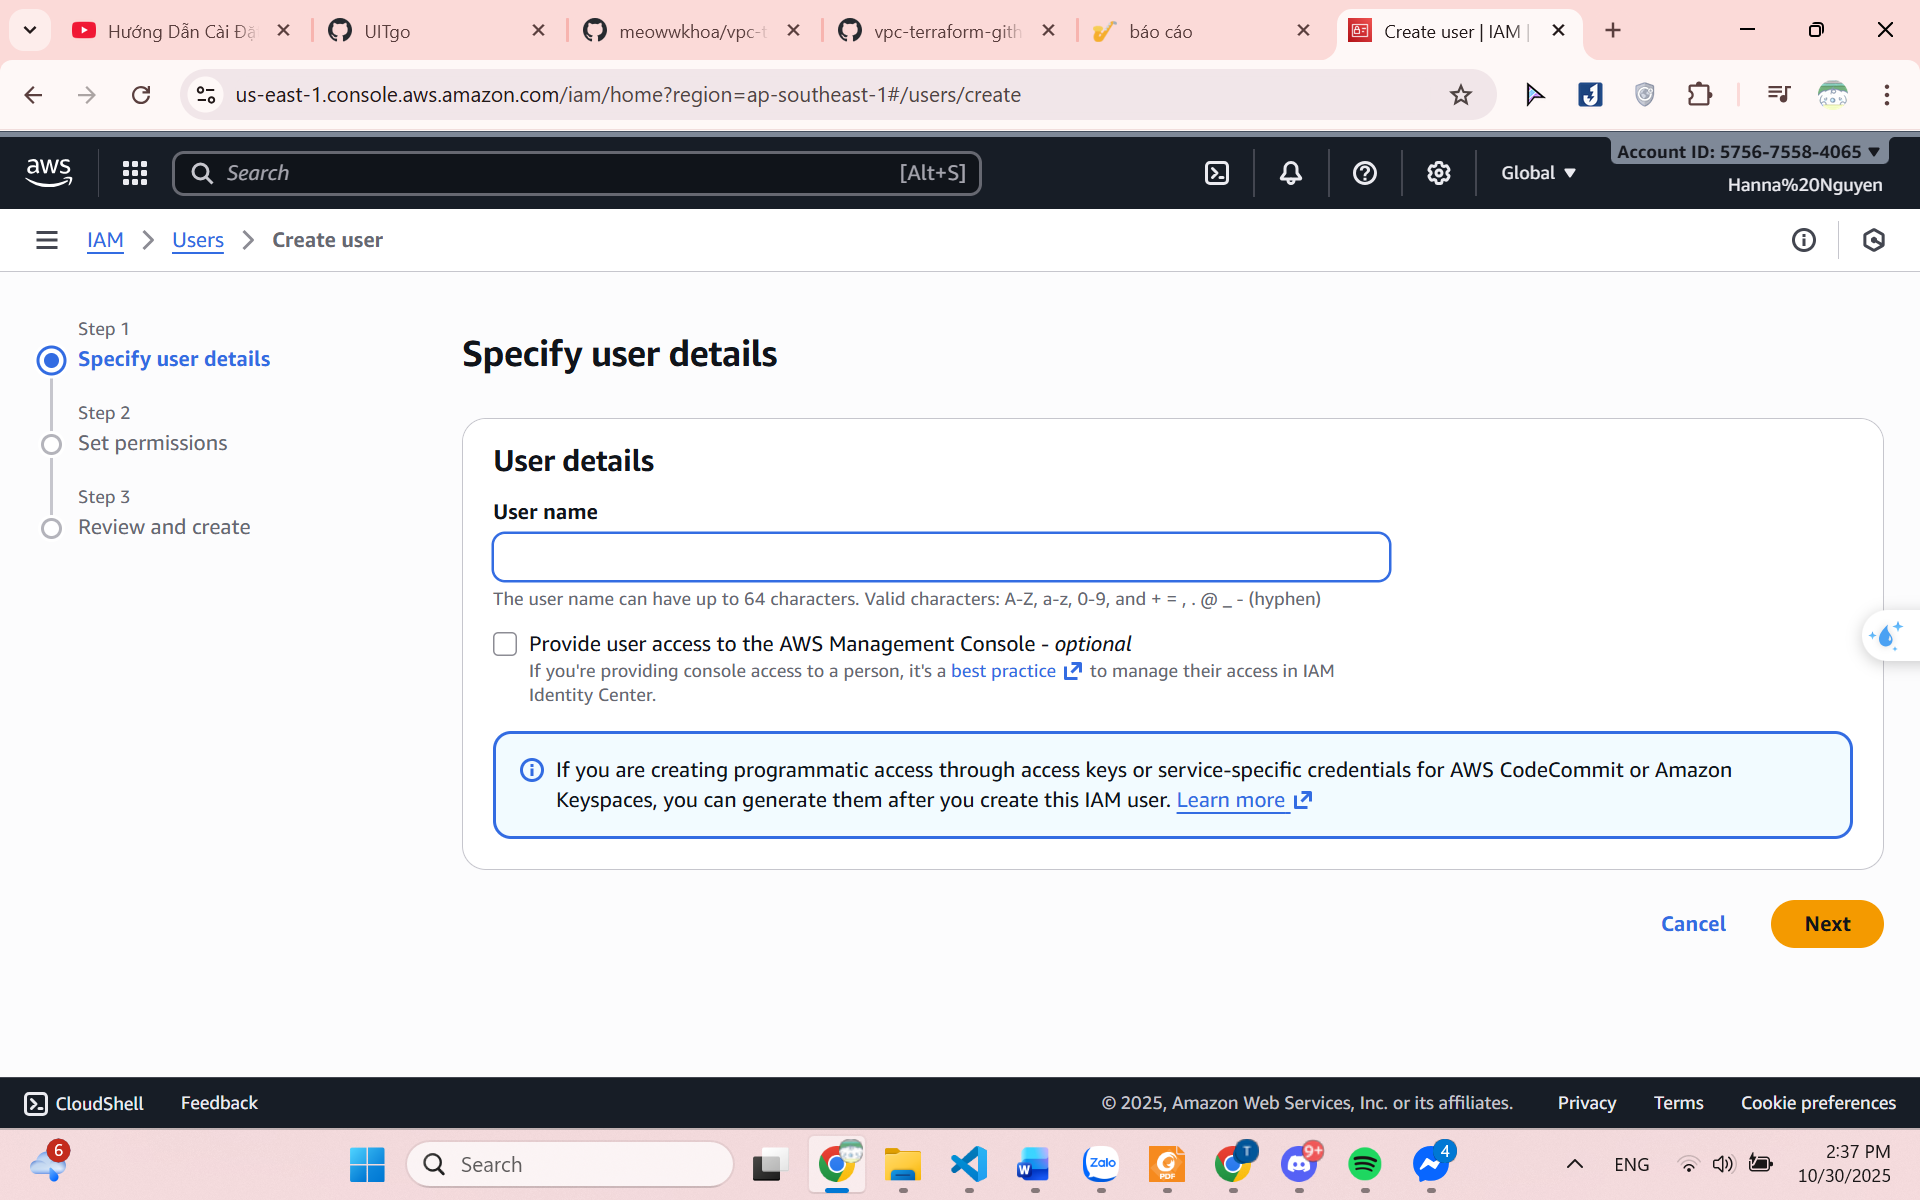 Hướng Dẫn Cài Đặ
UITgo
meowwkhoa/vpc-t
vpc-terraform-gith
báo cáo
Create user | IAM |
us-east-1.console.aws.amazon.com/iam/home?region=ap-southeast-1#/users/create
aws
Search
[Alt+S]
Global
Account ID: 5756-7558-4065
Hanna%20Nguyen
IAM
Users
Create user
Step 1
Specify user details
Step 2
Set permissions
Step 3
Review and create
Specify user details
User details
User name
The user name can have up to 64 characters. Valid characters: A-Z, a-z, 0-9, and + = , . @ _ - (hyphen)
Provide user access to the AWS Management Console - optional
If you're providing console access to a person, it's a best practice to manage their access in IAM
Identity Center.
If you are creating programmatic access through access keys or service-specific credentials for AWS CodeCommit or Amazon
Keyspaces, you can generate them after you create this IAM user. Learn more
Cancel
Next
CloudShell
Feedback
© 2025, Amazon Web Services, Inc. or its affiliates.
Privacy
Terms
Cookie preferences
6
Search
W
Zalo
PDF
T
9+
4
ENG
2:37 PM
10/30/2025